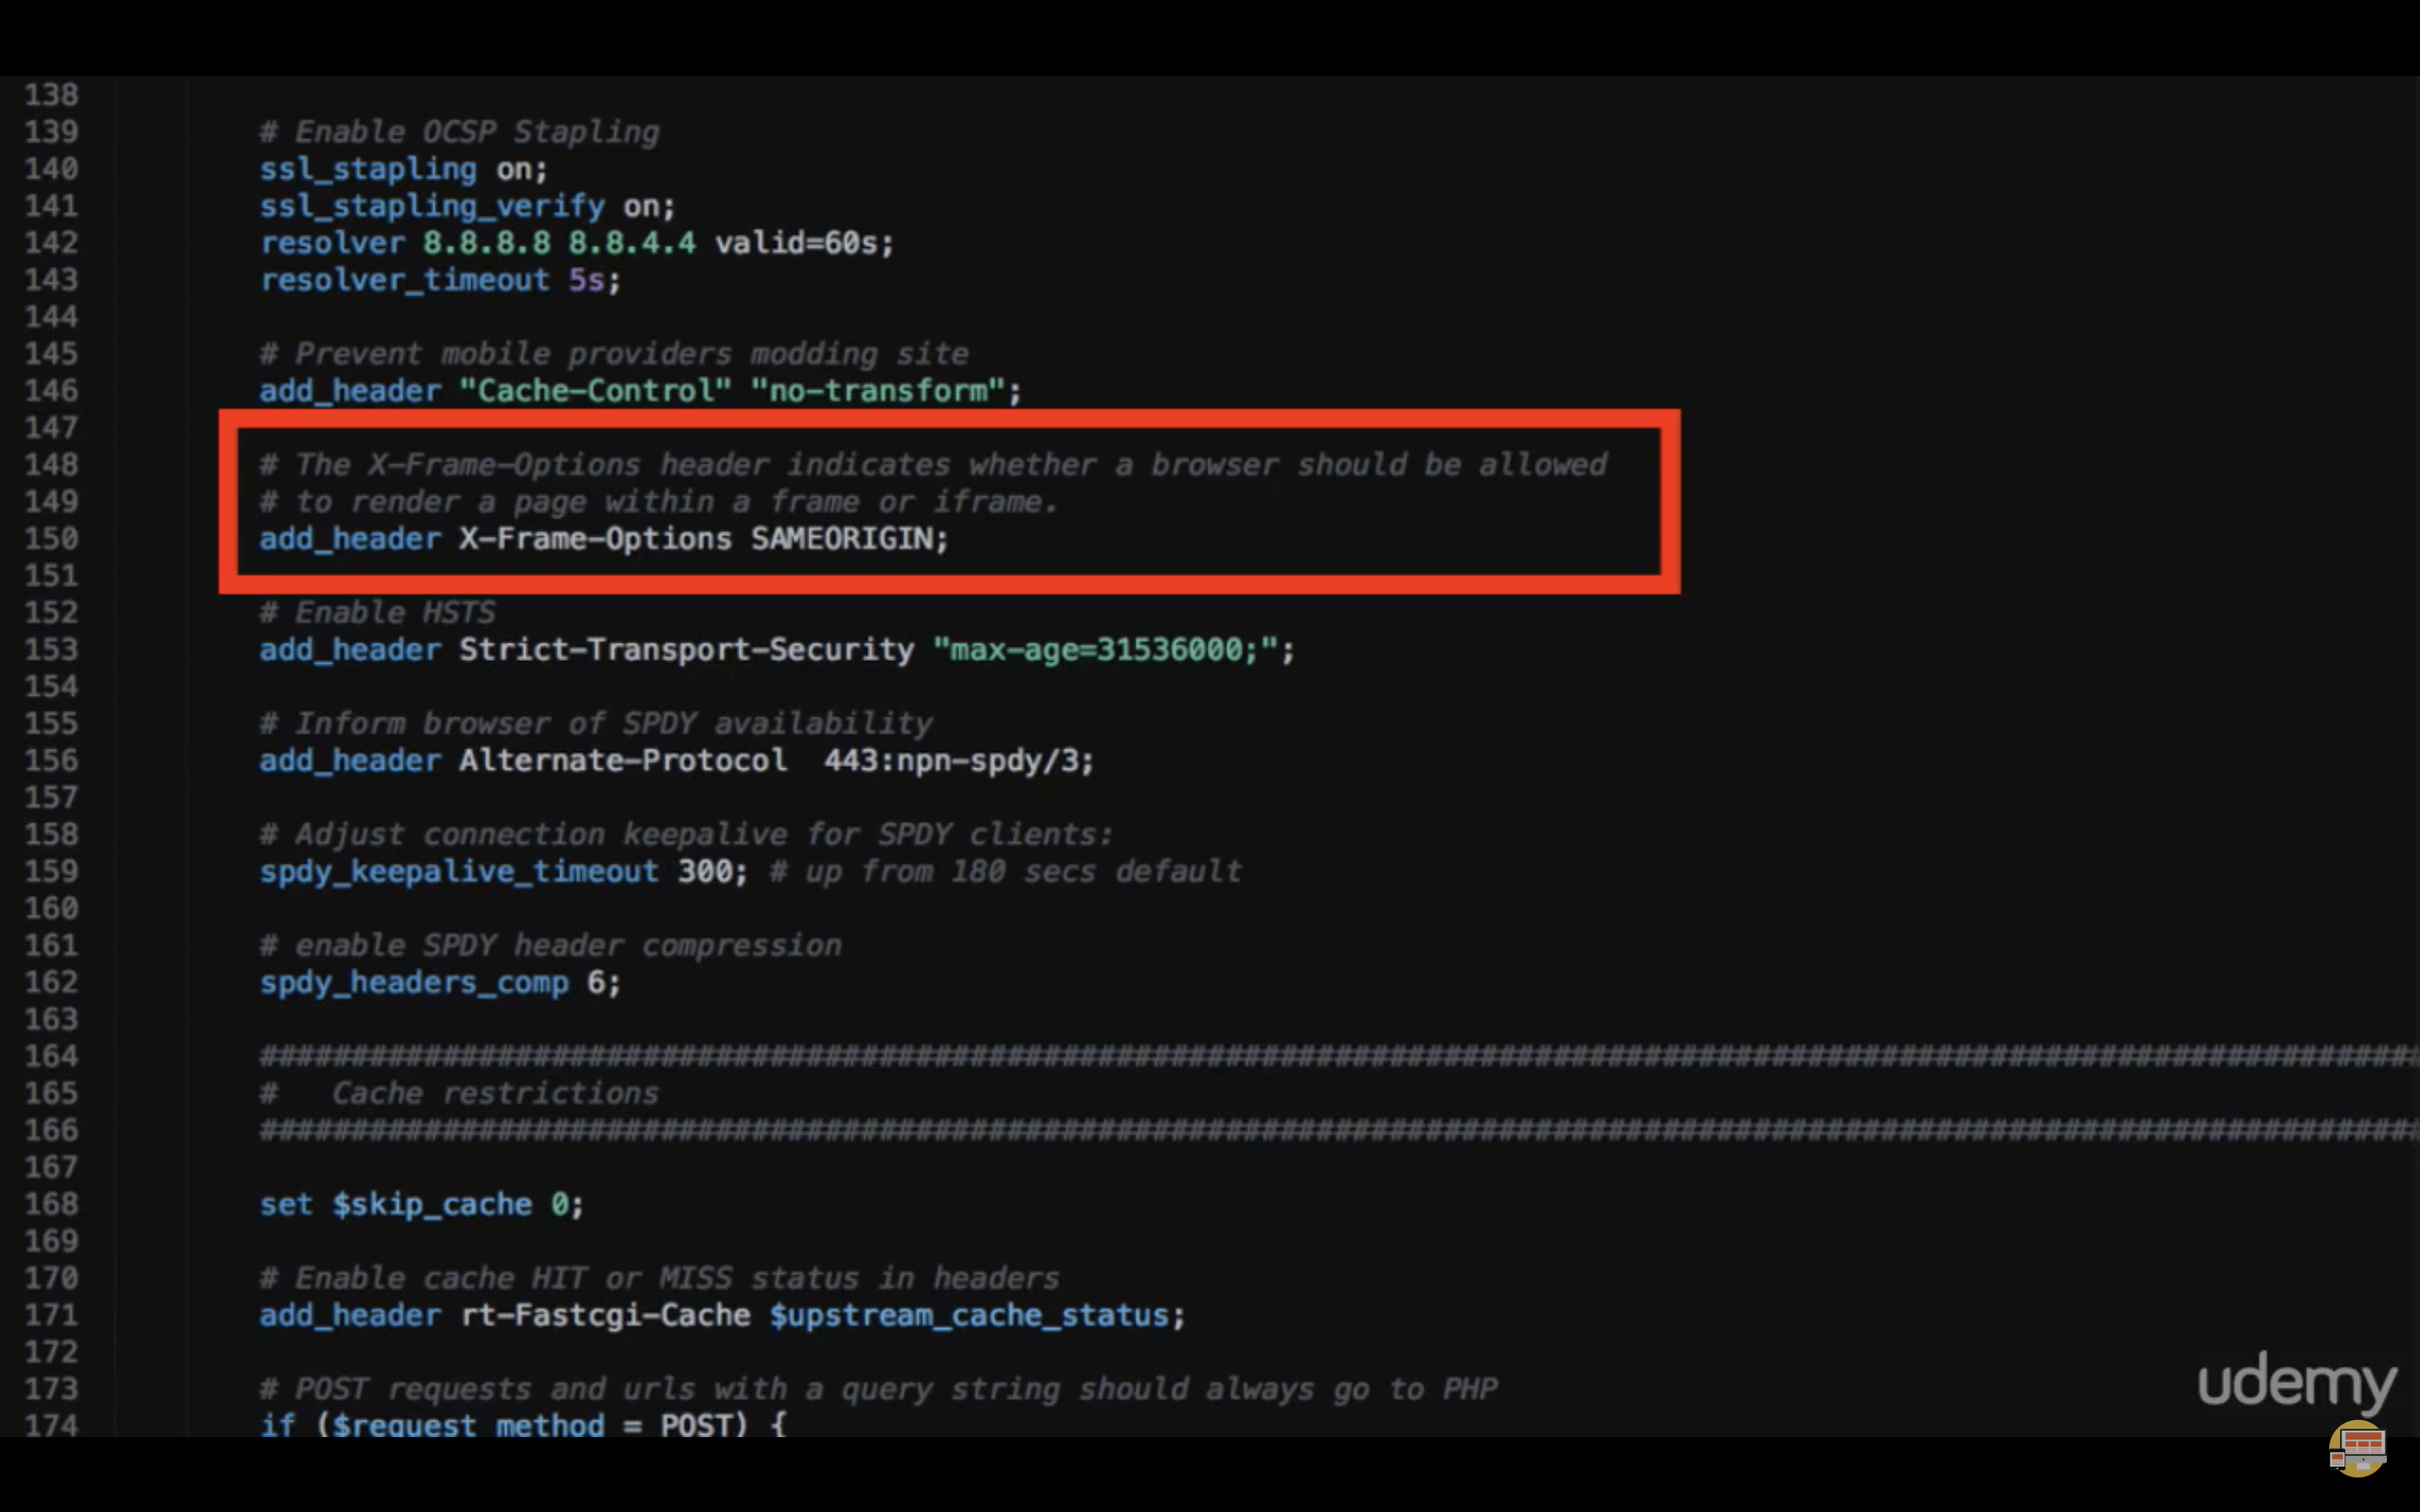 138
139 # Enable OCSP Stapling
140 ssl_stapling on;
141 ssl_stapling_verify on;
142 resolver 8.8.8.8 8.8.4.4 valid=60s;
143 resolver_timeout 5s;
144
145 # Prevent mobile providers modding site
146 add_header "Cache-Control" "no-transform";
147
148 # The X-Frame-Options header indicates whether a browser should be allowed
149 # to render a page within a frame or iframe.
150 add_header X-Frame-Options SAMEORIGIN;
151
152 # Enable HSTS
153 add_header Strict-Transport-Security "max-age=31536000;";
154
155 # Inform browser of SPDY availability
156 add_header Alternate-Protocol  443:npn-spdy/3;
157
158 # Adjust connection keepalive for SPDY clients:
159 spdy_keepalive_timeout 300; # up from 180 secs default
160
161 # enable SPDY header compression
162 spdy_headers_comp 6;
163
164 #######################################################################################################################
165 #   Cache restrictions
166 #######################################################################################################################
167
168 set $skip_cache 0;
169
170 # Enable cache HIT or MISS status in headers
171 add_header rt-Fastcgi-Cache $upstream_cache_status;
172
173 # POST requests and urls with a query string should always go to PHP
174 if ($request_method = POST) {
udemy